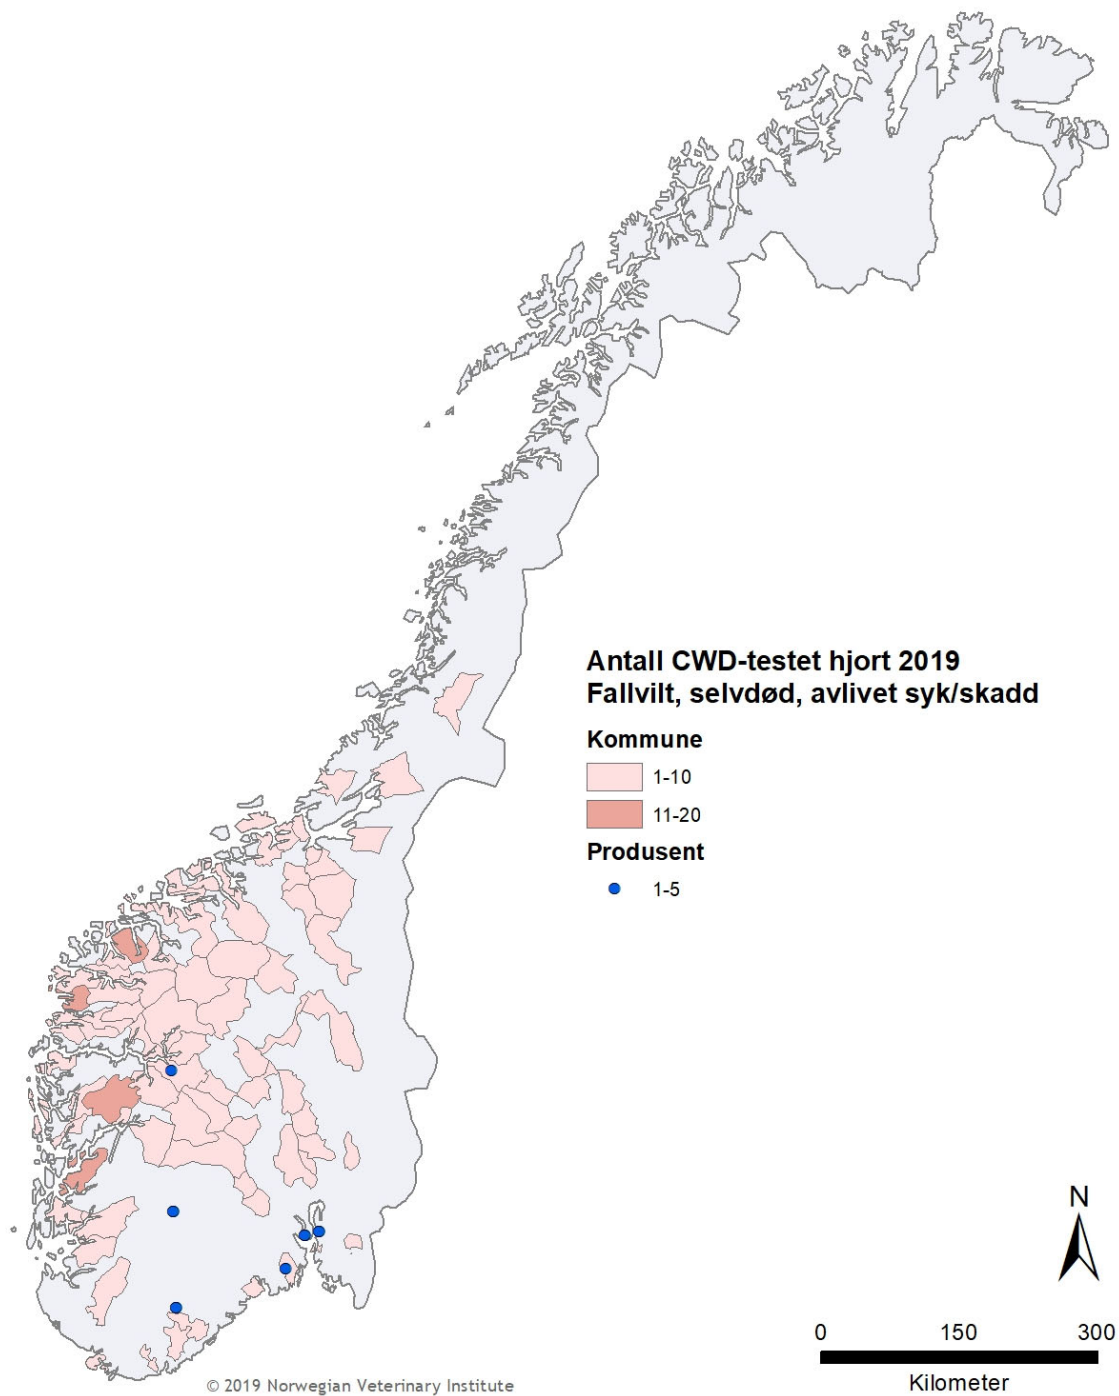 Antall CWD-testet hjort 2019
Fallvilt, selvdød, avlivet syk/skadd
Kommune
1-10
11-20
Produsent
1-5
N
0 150 300
Kilometer
© 2019 Norwegian Veterinary Institute